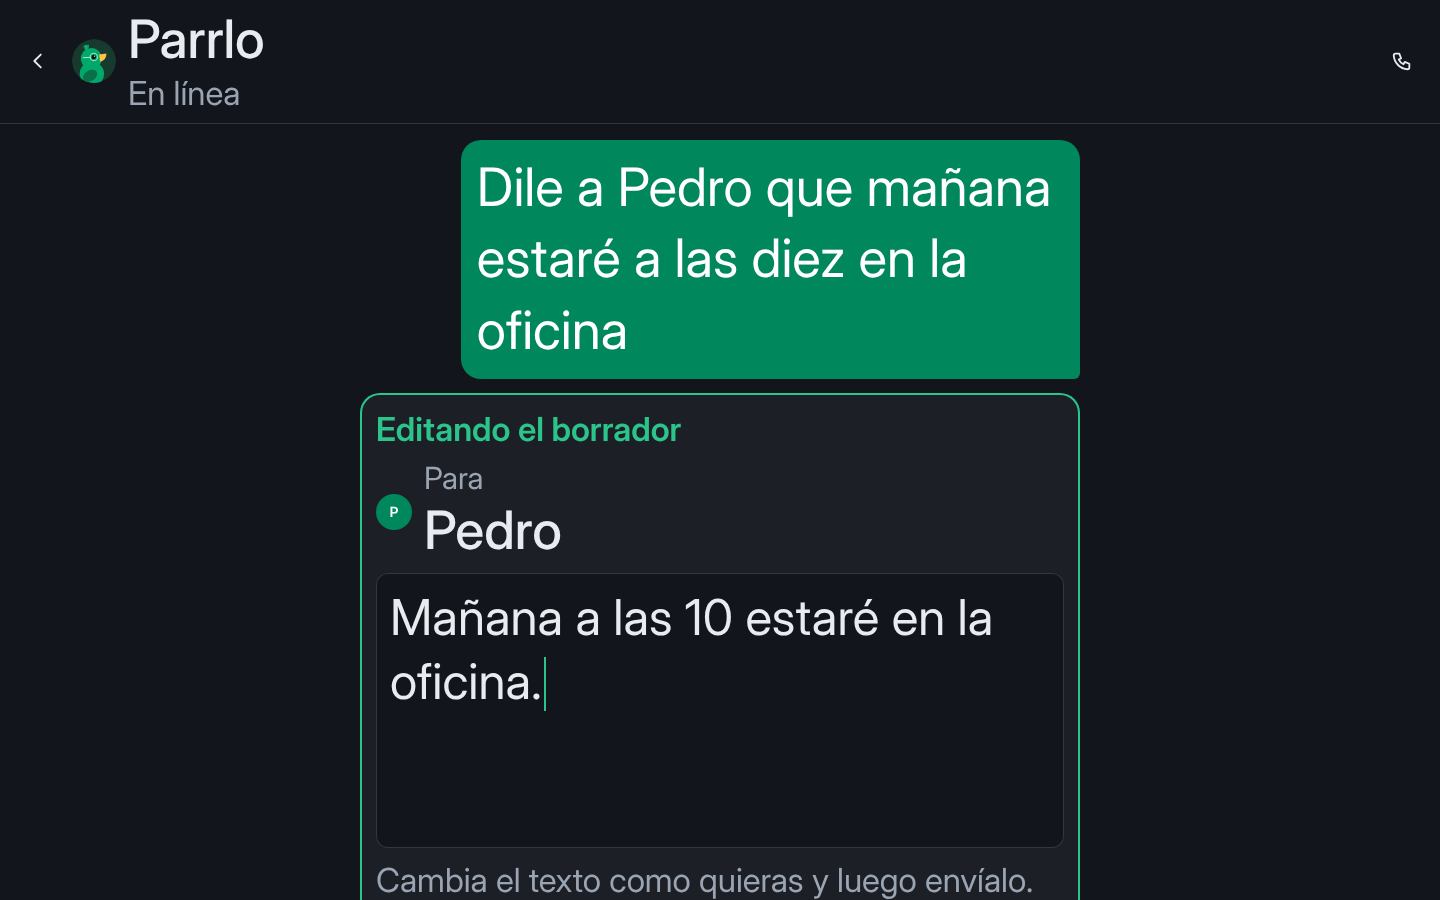 Parrlo
En línea
Dile a Pedro que mañana
estaré a las diez en la
oficina
Editando el borrador
Para
P
Pedro
Mañana a las 10 estaré en la
oficina.
Cambia el texto como quieras y luego envíalo.